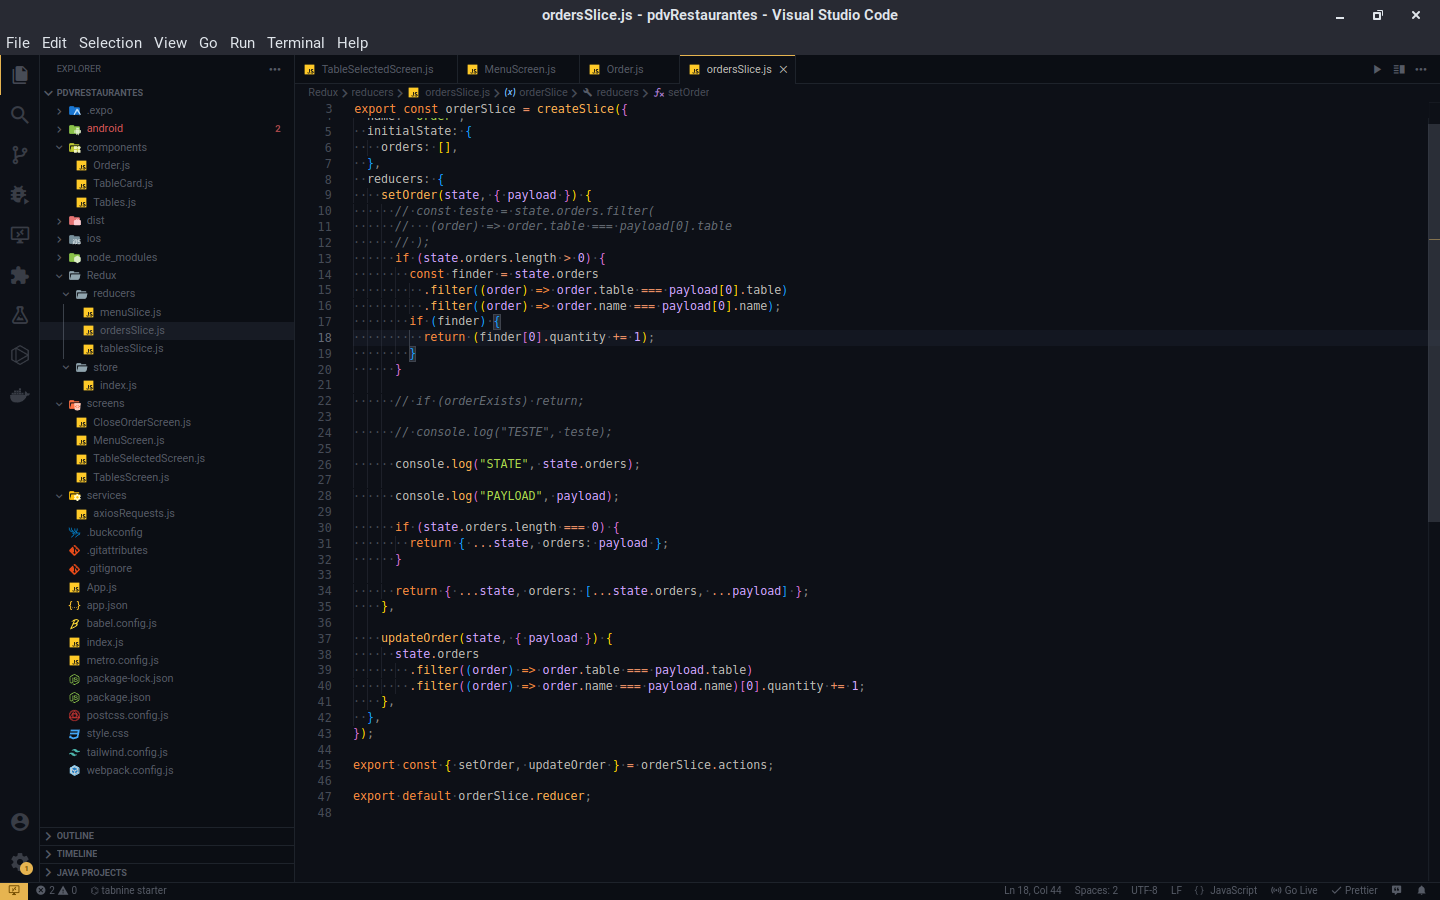 ordersSlice.js - pdvRestaurantes - Visual Studio Code
File Edit Selection View Go Run Terminal Help
EXPLORER
TableSelectedScreen.js MenuScreen.js Order.js ordersSlice.js
PDVRESTAURANTES
.expo
android 2
components
Order.js
TableCard.js
Tables.js
dist
ios
node_modules
Redux
reducers
menuSlice.js
ordersSlice.js
tablesSlice.js
store
index.js
screens
CloseOrderScreen.js
MenuScreen.js
TableSelectedScreen.js
TablesScreen.js
services
axiosRequests.js
.buckconfig
.gitattributes
.gitignore
App.js
app.json
babel.config.js
index.js
metro.config.js
package-lock.json
package.json
postcss.config.js
style.css
tailwind.config.js
webpack.config.js
OUTLINE
TIMELINE
JAVA PROJECTS
Redux > reducers > ordersSlice.js > orderSlice > reducers > setOrder
3 export const orderSlice = createSlice({
5 initialState: {
6 orders: [],
7 },
8 reducers: {
9 setOrder(state, { payload }) {
10 // const teste = state.orders.filter(
11 // (order) => order.table === payload[0].table
12 // );
13 if (state.orders.length > 0) {
14 const finder = state.orders
15 .filter((order) => order.table === payload[0].table)
16 .filter((order) => order.name === payload[0].name);
17 if (finder) {
18 return (finder[0].quantity += 1);
19 }
20 }
21
22 // if (orderExists) return;
23
24 // console.log("TESTE", teste);
25
26 console.log("STATE", state.orders);
27
28 console.log("PAYLOAD", payload);
29
30 if (state.orders.length === 0) {
31 return { ...state, orders: payload };
32 }
33
34 return { ...state, orders: [...state.orders, ...payload] };
35 },
36
37 updateOrder(state, { payload }) {
38 state.orders
39 .filter((order) => order.table === payload.table)
40 .filter((order) => order.name === payload.name)[0].quantity += 1;
41 },
42 },
43 });
44
45 export const { setOrder, updateOrder } = orderSlice.actions;
46
47 export default orderSlice.reducer;
48
2 0 tabnine starter Ln 18, Col 44 Spaces: 2 UTF-8 LF {} JavaScript Go Live Prettier